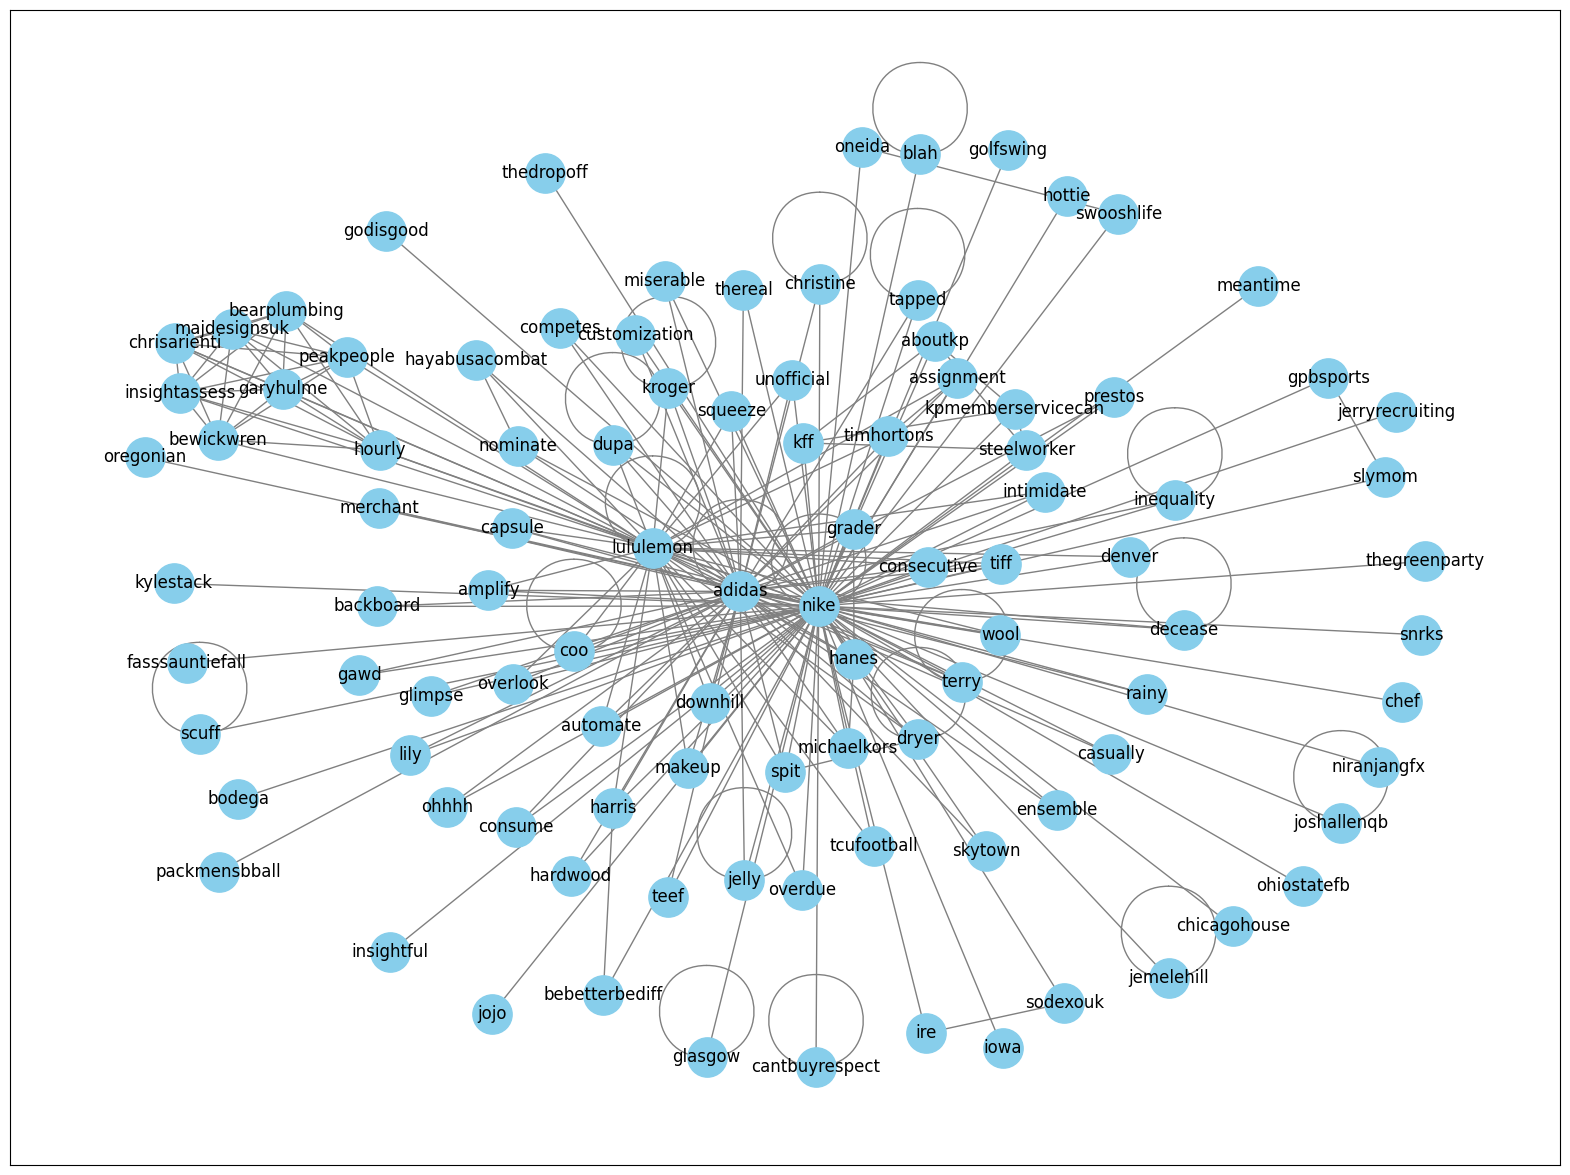 oneida
blah
golfswing
thedropoff
hottie
swooshlife
godisgood
miserable
thereal
christine
tapped
meantime
bearplumbing
maidesignsuk
chrisarienti
peakpeople
competes
customization
aboutkp
hayabusacombat
insightassess
garyhulme
kroger
unofficial
assignment
gpbsports
squeeze
kpmemberservicecan
prestos
jerryrecruiting
bewickwren
hourly
oregonian
nominate
dupa
kff
timhortons
steelworker
slymom
merchant
capsule
intimidate
inequality
lululemon
grader
consecutive
tiff
denver
thegreenparty
kylestack
backboard
amplify
adidas
nike
decease
snrks
fasssauntiefall
gawd
glimpse
overlook
coo
hanes
wool
terry
rainy
chef
scuff
automate
downhill
michaelkors
dryer
casually
niranjangfx
lily
makeup
spit
bodega
ohhhh
consume
harris
ensemble
joshallenqb
packmensbball
hardwood
teef
jelly
overdue
tcufootball
skytown
ohiostatefb
chicagohouse
insightful
jemelehill
jojo
bebetterbediff
sodexouk
glasgow
cantbuyrespect
ire
iowa